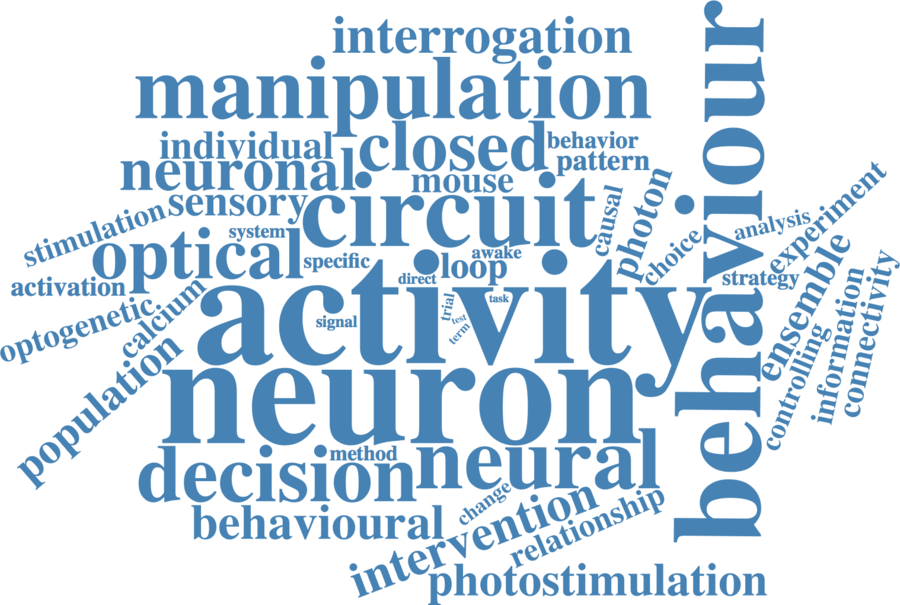 interrogation
manipulation
behaviour
individual
closed
behavior
neuronal
pattern
mouse
sensory
circuit
causal
photon
stimulation
system
optical
specific
awake
loop
direct
choice
analysis
experiment
strategy
activation
activity
calcium
optogenetic
signal
trial
task
test
term
ensemble
information
connectivity
controlling
population
neuron
method
decision
neural
change
behavioural
intervention
relationship
photostimulation